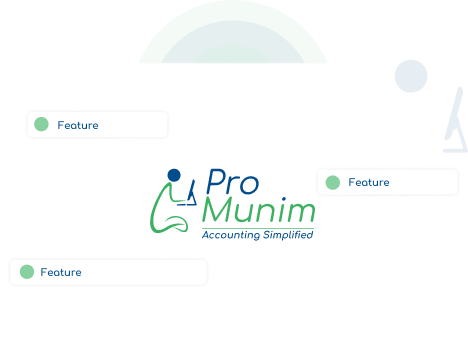 Feature
Pro
Feature
Munim
Accounting Simplified
Feature